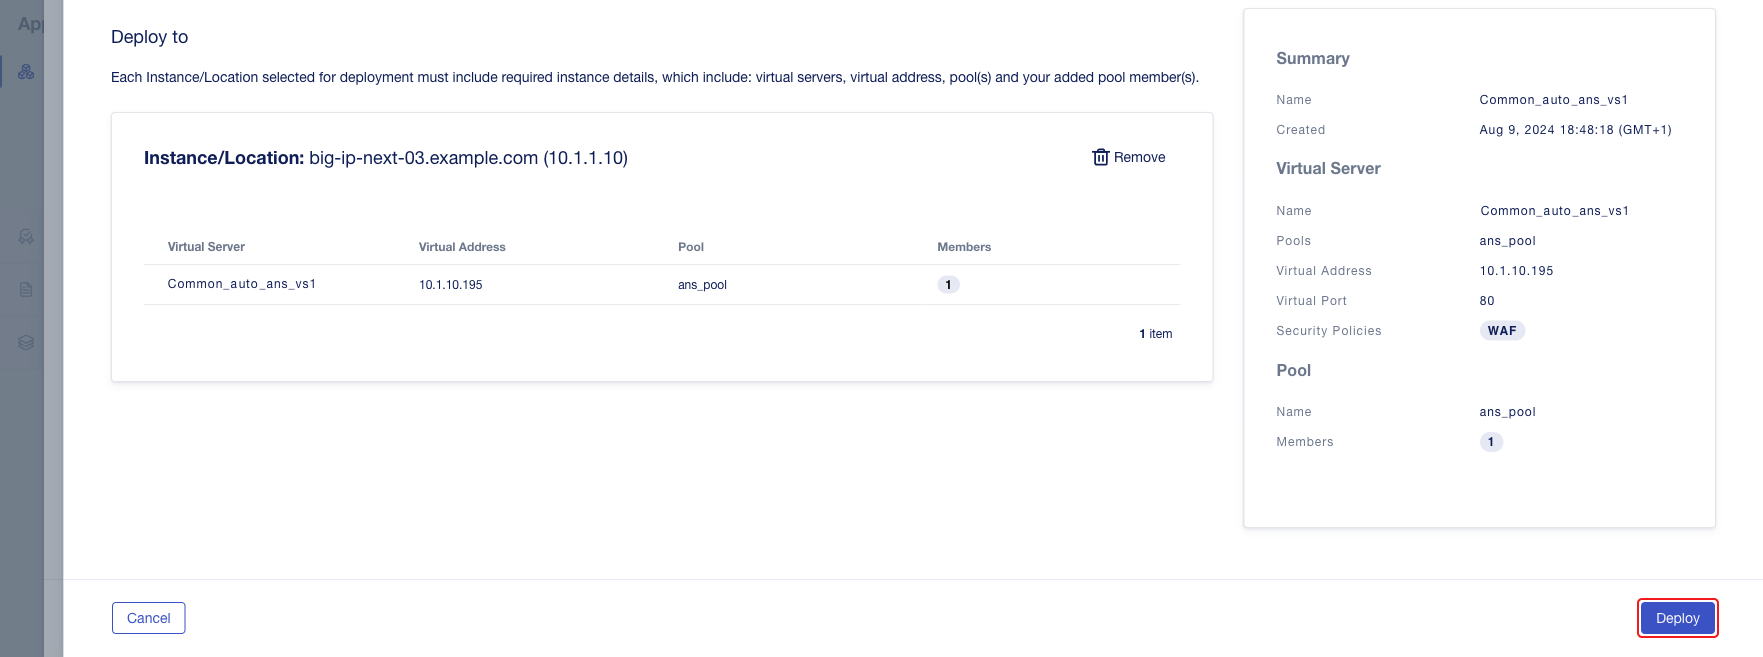 App
Deploy to
Each Instance/Location selected for deployment must include required instance details, which include: virtual servers, virtual address, pool(s) and your added pool member(s).
Instance/Location: big-ip-next-03.example.com (10.1.1.10)
Remove
Virtual Server Virtual Address Pool Members
Common_auto_ans_vs1 10.1.10.195 ans_pool 1
1 item
Summary
Name Common_auto_ans_vs1
Created Aug 9, 2024 18:48:18 (GMT+1)
Virtual Server
Name Common_auto_ans_vs1
Pools ans_pool
Virtual Address 10.1.10.195
Virtual Port 80
Security Policies WAF
Pool
Name ans_pool
Members 1
Cancel
Deploy